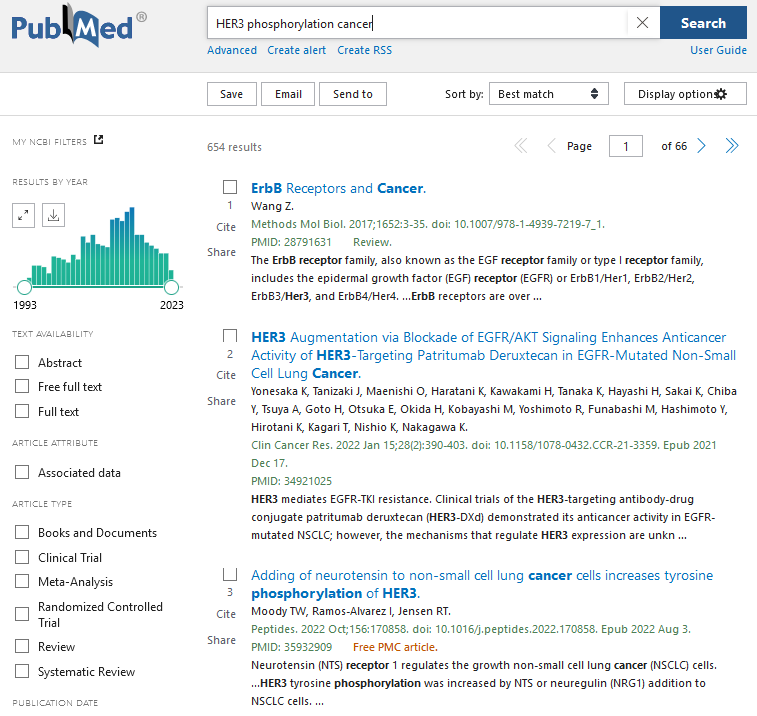 PubMed®
HER3 phosphorylation cancer
Search
Advanced Create alert Create RSS
User Guide
Save Email Send to
Sort by: Best match
Display options
MY NCBI FILTERS
654 results
Page 1 of 66
RESULTS BY YEAR
1993 2023
TEXT AVAILABILITY
Abstract
Free full text
Full text
ARTICLE ATTRIBUTE
Associated data
ARTICLE TYPE
Books and Documents
Clinical Trial
Meta-Analysis
Randomized Controlled
Trial
Review
Systematic Review
PUBLICATION DATE
1
Cite
Share
ErbB Receptors and Cancer.
Wang Z.
Methods Mol Biol. 2017;1652:3-35. doi: 10.1007/978-1-4939-7219-7_1.
PMID: 28791631 Review.
The ErbB receptor family, also known as the EGF receptor family or type I receptor family,
includes the epidermal growth factor (EGF) receptor (EGFR) or ErbB1/Her1, ErbB2/Her2,
ErbB3/Her3, and ErbB4/Her4. ...ErbB receptors are over ...
2
Cite
Share
HER3 Augmentation via Blockade of EGFR/AKT Signaling Enhances Anticancer
Activity of HER3-Targeting Patritumab Deruxtecan in EGFR-Mutated Non-Small
Cell Lung Cancer.
Yonesaka K, Tanizaki J, Maenishi O, Haratani K, Kawakami H, Tanaka K, Hayashi H, Sakai K, Chiba
Y, Tsuya A, Goto H, Otsuka E, Okida H, Kobayashi M, Yoshimoto R, Funabashi M, Hashimoto Y,
Hirotani K, Kagari T, Nishio K, Nakagawa K.
Clin Cancer Res. 2022 Jan 15;28(2):390-403. doi: 10.1158/1078-0432.CCR-21-3359. Epub 2021
Dec 17.
PMID: 34921025
HER3 mediates EGFR-TKI resistance. Clinical trials of the HER3-targeting antibody-drug
conjugate patritumab deruxtecan (HER3-DXd) demonstrated its anticancer activity in EGFR-
mutated NSCLC; however, the mechanisms that regulate HER3 expression are unkn ...
3
Cite
Share
Adding of neurotensin to non-small cell lung cancer cells increases tyrosine
phosphorylation of HER3.
Moody TW, Ramos-Alvarez I, Jensen RT.
Peptides. 2022 Oct;156:170858. doi: 10.1016/j.peptides.2022.170858. Epub 2022 Aug 3.
PMID: 35932909 Free PMC article.
Neurotensin (NTS) receptor 1 regulates the growth non-small cell lung cancer (NSCLC) cells.
...HER3 tyrosine phosphorylation was increased by NTS or neuregulin (NRG1) addition to
NSCLC cells. ...